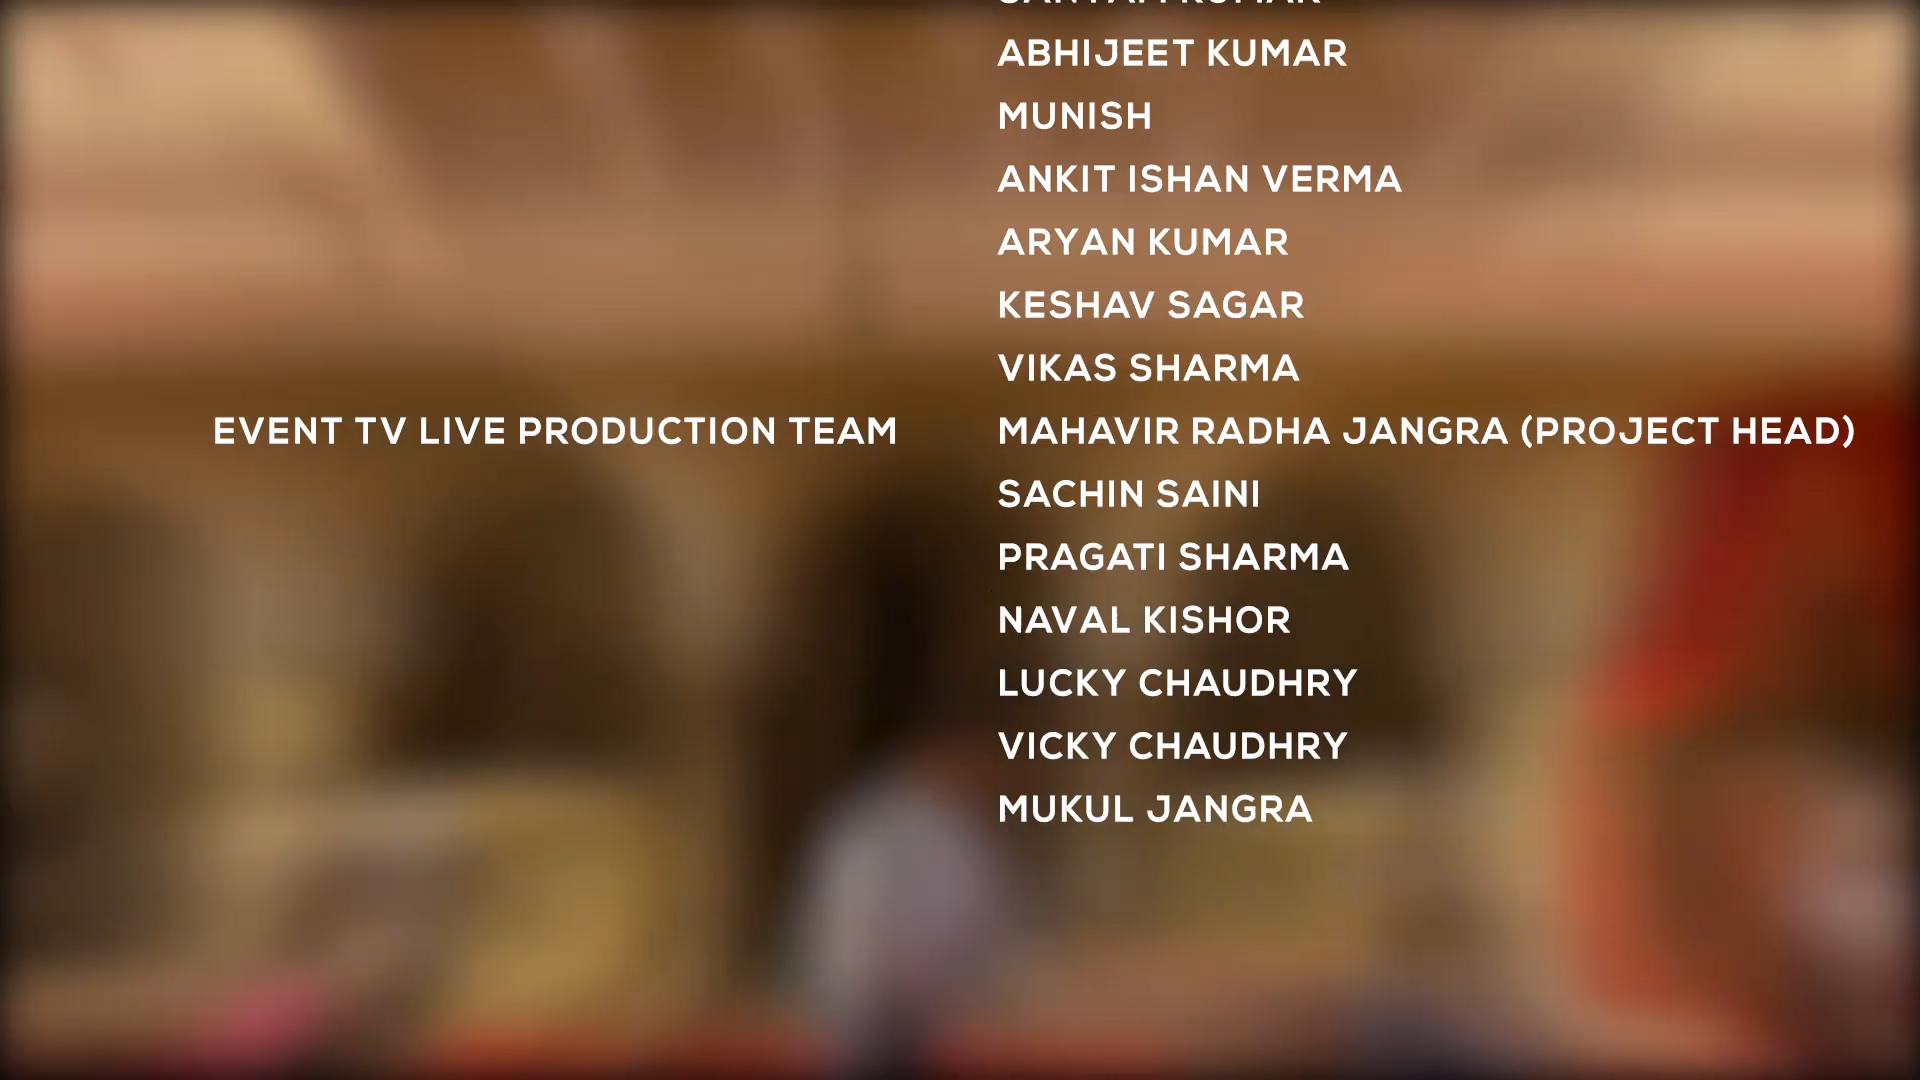 ABHIJEET KUMAR
MUNISH
ANKIT ISHAN VERMA
ARYAN KUMAR
KESHAV SAGAR
VIKAS SHARMA
EVENT TV LIVE PRODUCTION TEAM MAHAVIR RADHA JANGRA (PROJECT HEAD)
SACHIN SAINI
PRAGATI SHARMA
NAVAL KISHOR
LUCKY CHAUDHRY
VICKY CHAUDHRY
MUKUL JANGRA